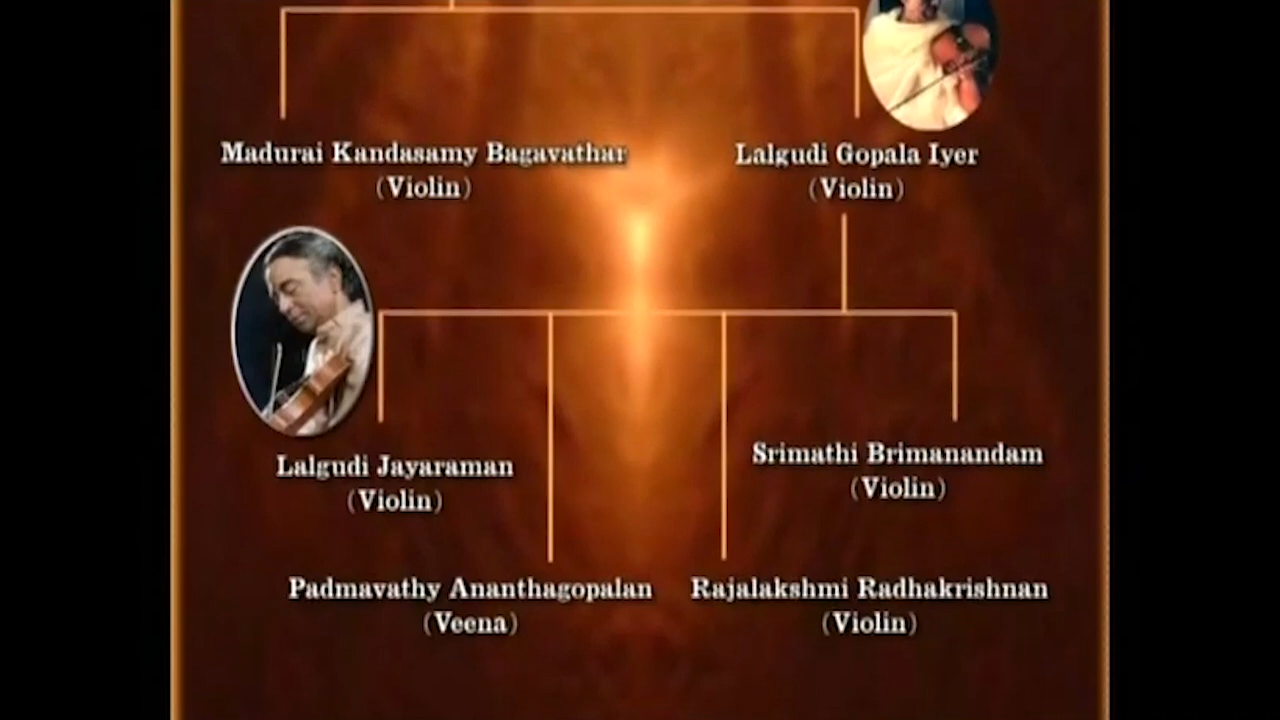 Madurai Kandasamy Bagavathar
(Violin)
Lalgudi Gopala Iyer
(Violin)
Lalgudi Jayaraman
(Violin)
Srimathi Brimanandam
(Violin)
Padmavathy Ananthagopalan
(Veena)
Rajalakshmi Radhakrishnan
(Violin)